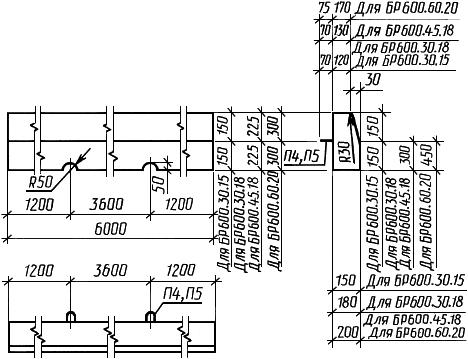 75 170 Для БР600.60.20
70 130 Для БР600.45.18
Для БР600.30.18
70 120 Для БР600.30.15
30
150 225 300
150 225 300
R50
50
1200 3600 1200
6000
Для БР600.30.15
Для БР600.30.18
Для БР600.45.18
Для БР600.60.20
П4,П5
R30
150
150 300 450
Для БР600.30.15
Для БР600.30.18
Для БР600.45.18
Для БР600.60.20
1200 3600 1200
П4,П5
150 Для БР600.30.15
180 Для БР600.30.18
Для БР600.45.18
200 Для БР600.60.20